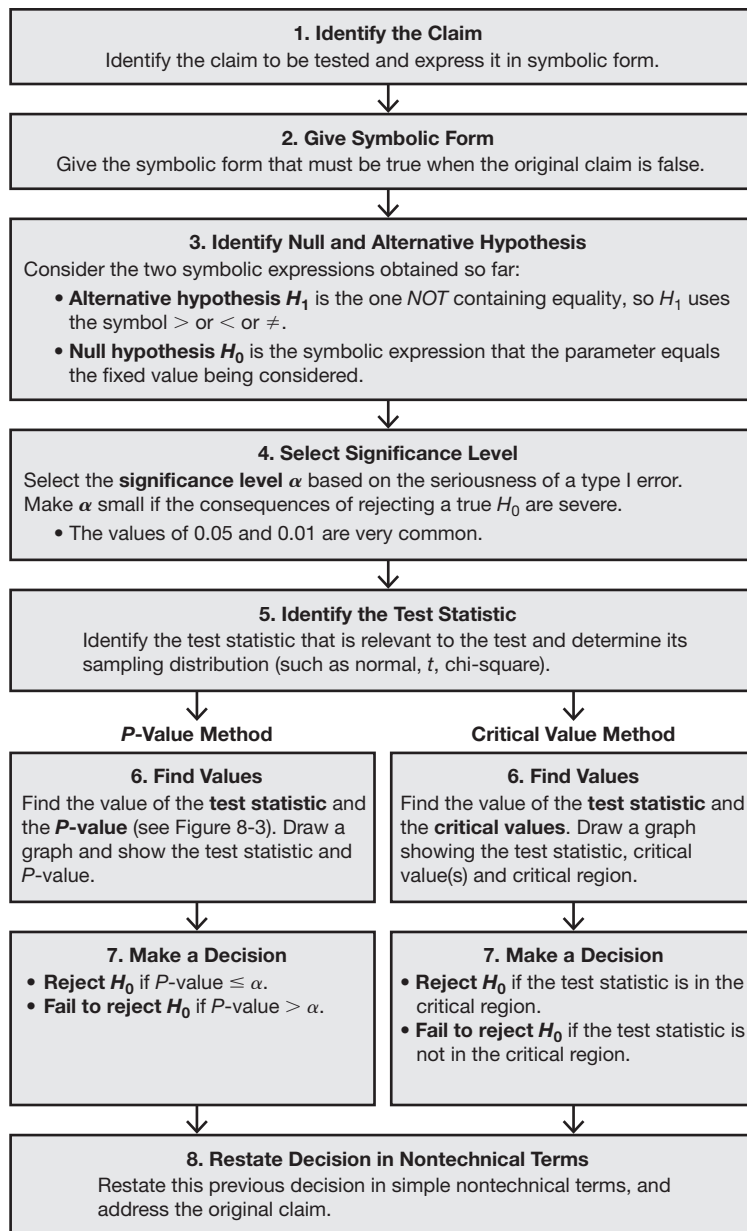 1. Identify the Claim
Identify the claim to be tested and express it in symbolic form.
2. Give Symbolic Form
Give the symbolic form that must be true when the original claim is false.
3. Identify Null and Alternative Hypothesis
Consider the two symbolic expressions obtained so far:
• Alternative hypothesis H₁ is the one NOT containing equality, so H₁ uses
the symbol > or < or ≠.
• Null hypothesis H₀ is the symbolic expression that the parameter equals
the fixed value being considered.
4. Select Significance Level
Select the significance level α based on the seriousness of a type I error.
Make α small if the consequences of rejecting a true H₀ are severe.
• The values of 0.05 and 0.01 are very common.
5. Identify the Test Statistic
Identify the test statistic that is relevant to the test and determine its
sampling distribution (such as normal, t, chi-square).
P-Value Method
6. Find Values
Find the value of the test statistic and
the P-value (see Figure 8-3). Draw a
graph and show the test statistic and
P-value.
7. Make a Decision
• Reject H₀ if P-value ≤ α.
• Fail to reject H₀ if P-value > α.
Critical Value Method
6. Find Values
Find the value of the test statistic and
the critical values. Draw a graph
showing the test statistic, critical
value(s) and critical region.
7. Make a Decision
• Reject H₀ if the test statistic is in the
critical region.
• Fail to reject H₀ if the test statistic is
not in the critical region.
8. Restate Decision in Nontechnical Terms
Restate this previous decision in simple nontechnical terms, and
address the original claim.